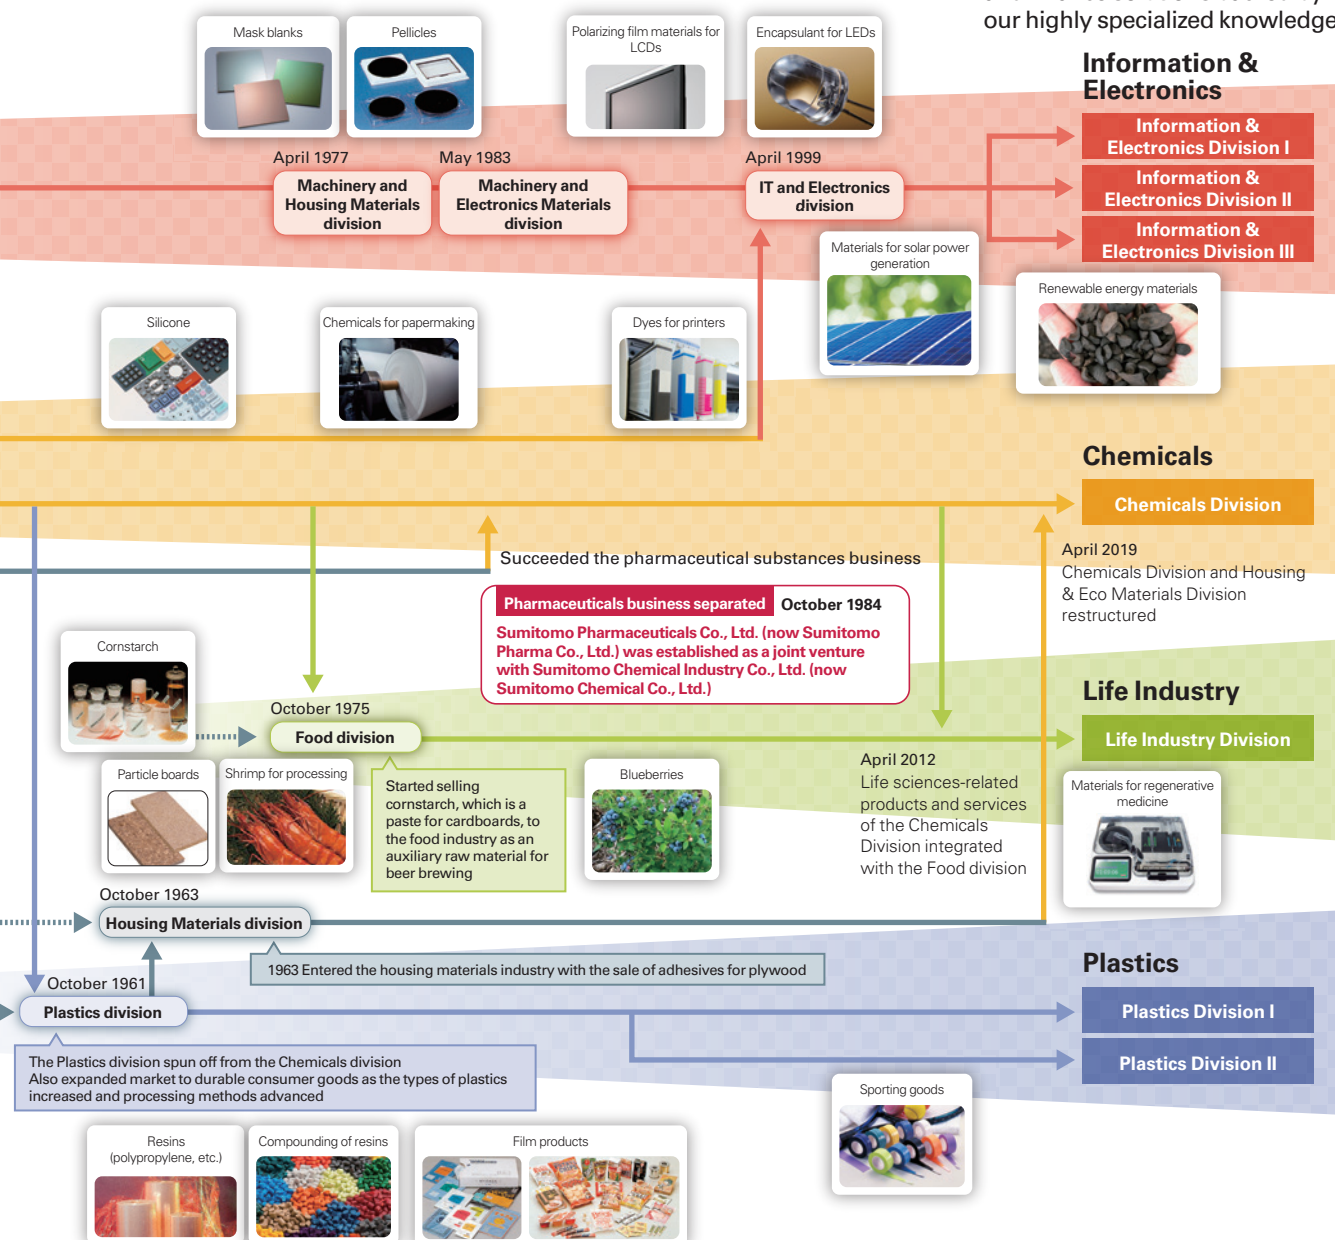 our highly specialized knowledge
Mask blanks
Pellicles
Polarizing film materials for
LCDs
Encapsulant for LEDs
Information &
Electronics
April 1977
Machinery and
Housing Materials
division
May 1983
Machinery and
Electronics Materials
division
April 1999
IT and Electronics
division
Information &
Electronics Division I
Information &
Electronics Division II
Information &
Electronics Division III
Materials for solar power
generation
Renewable energy materials
Silicone
Chemicals for papermaking
Dyes for printers
Chemicals
Chemicals Division
April 2019
Chemicals Division and Housing
& Eco Materials Division
restructured
Succeeded the pharmaceutical substances business
Pharmaceuticals business separated
October 1984
Sumitomo Pharmaceuticals Co., Ltd. (now Sumitomo
Pharma Co., Ltd.) was established as a joint venture
with Sumitomo Chemical Industry Co., Ltd. (now
Sumitomo Chemical Co., Ltd.)
Cornstarch
October 1975
Food division
Life Industry
Life Industry Division
Particle boards
Shrimp for processing
Started selling
cornstarch, which is a
paste for cardboards, to
the food industry as an
auxiliary raw material for
beer brewing
Blueberries
April 2012
Life sciences-related
products and services
of the Chemicals
Division integrated
with the Food division
Materials for regenerative
medicine
October 1963
Housing Materials division
1963 Entered the housing materials industry with the sale of adhesives for plywood
October 1961
Plastics division
Plastics
Plastics Division I
Plastics Division II
The Plastics division spun off from the Chemicals division
Also expanded market to durable consumer goods as the types of plastics
increased and processing methods advanced
Sporting goods
Resins
(polypropylene, etc.)
Compounding of resins
Film products